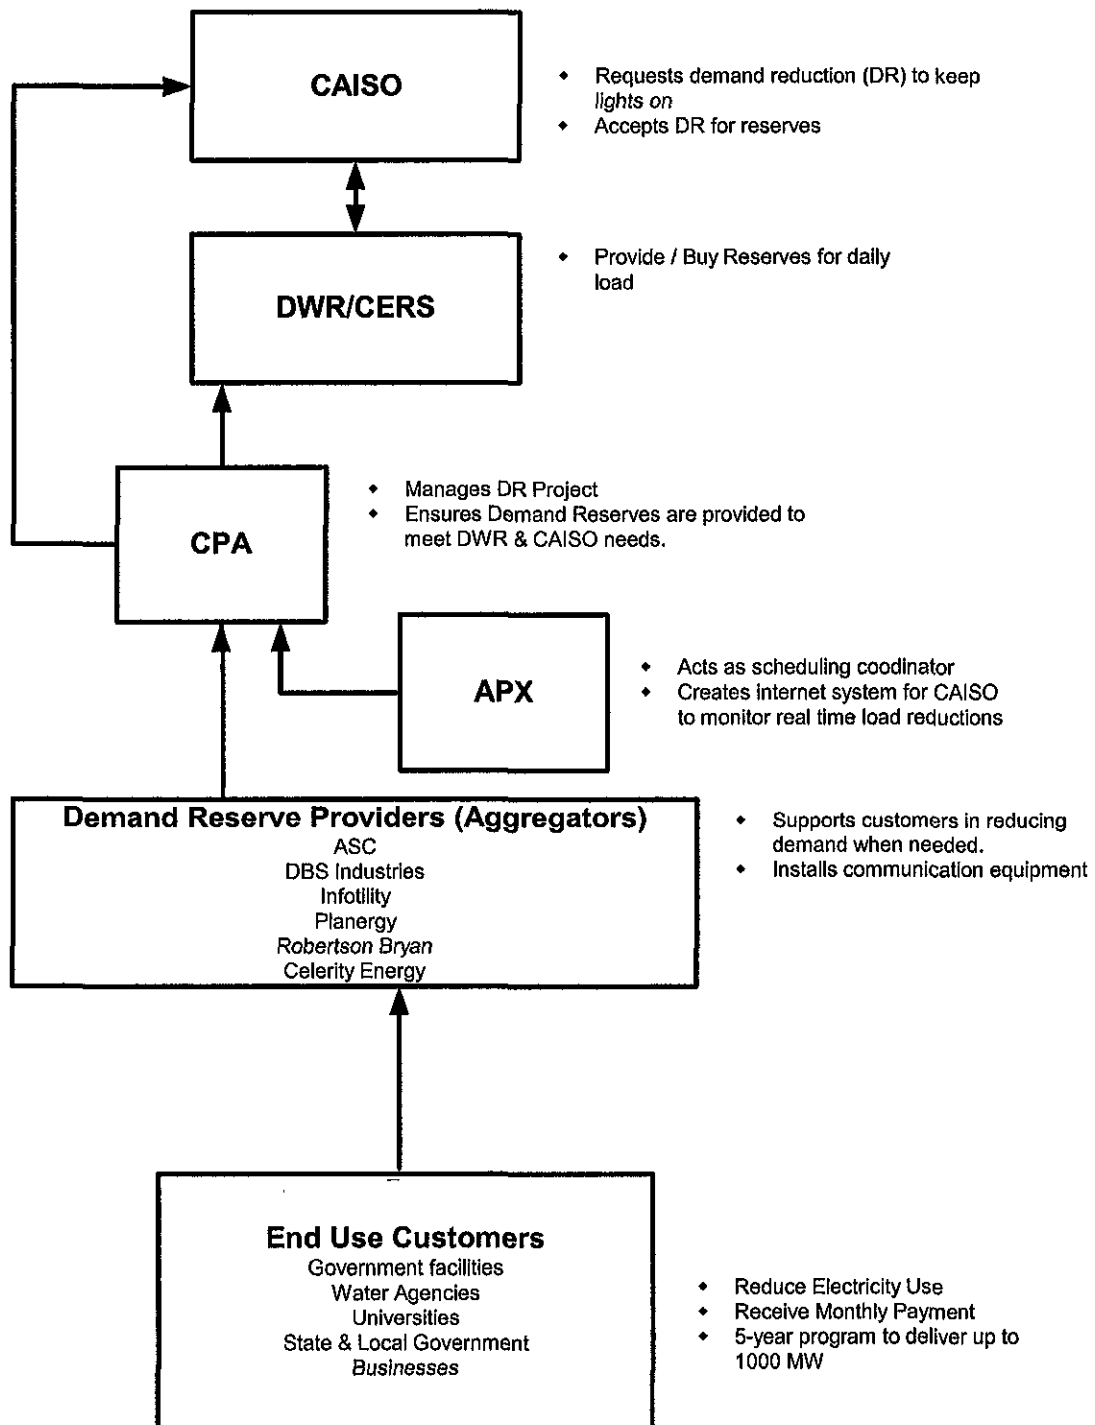 CAISO
◆ Requests demand reduction (DR) to keep
lights on
◆ Accepts DR for reserves
DWR/CERS
◆ Provide / Buy Reserves for daily
load
CPA
◆ Manages DR Project
◆ Ensures Demand Reserves are provided to
meet DWR & CAISO needs.
APX
◆ Acts as scheduling coodinator
◆ Creates internet system for CAISO
to monitor real time load reductions
Demand Reserve Providers (Aggregators)
ASC
DBS Industries
Infotility
Planergy
Robertson Bryan
Celerity Energy
◆ Supports customers in reducing
demand when needed.
◆ Installs communication equipment
End Use Customers
Government facilities
Water Agencies
Universities
State & Local Government
Businesses
◆ Reduce Electricity Use
◆ Receive Monthly Payment
◆ 5-year program to deliver up to
1000 MW